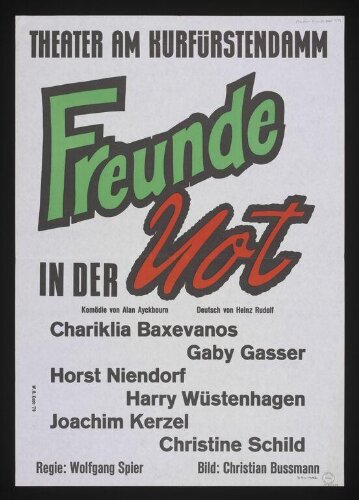 THEATER AM KURFÜRSTENDAMM
Freunde
IN DER Not
Komödie von Alan Ayckbourn Deutsch von Heinz Rudolf
Chariklia Baxevanos
Gaby Gasser
Horst Niendorf
Harry Wüstenhagen
Joachim Kerzel
Christine Schild
Regie: Wolfgang Spier Bild: Christian Bussmann